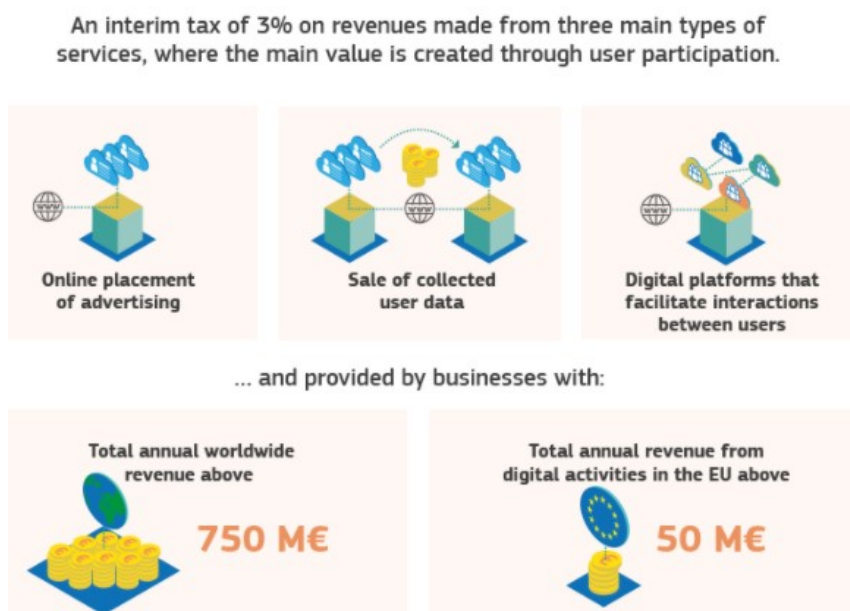 An interim tax of 3% on revenues made from three main types of
services, where the main value is created through user participation.
www
www
www
Online placement
of advertising
Sale of collected
user data
Digital platforms that
facilitate interactions
between users
... and provided by businesses with:
Total annual worldwide
revenue above
750 M€
Total annual revenue from
digital activities in the EU above
50 M€